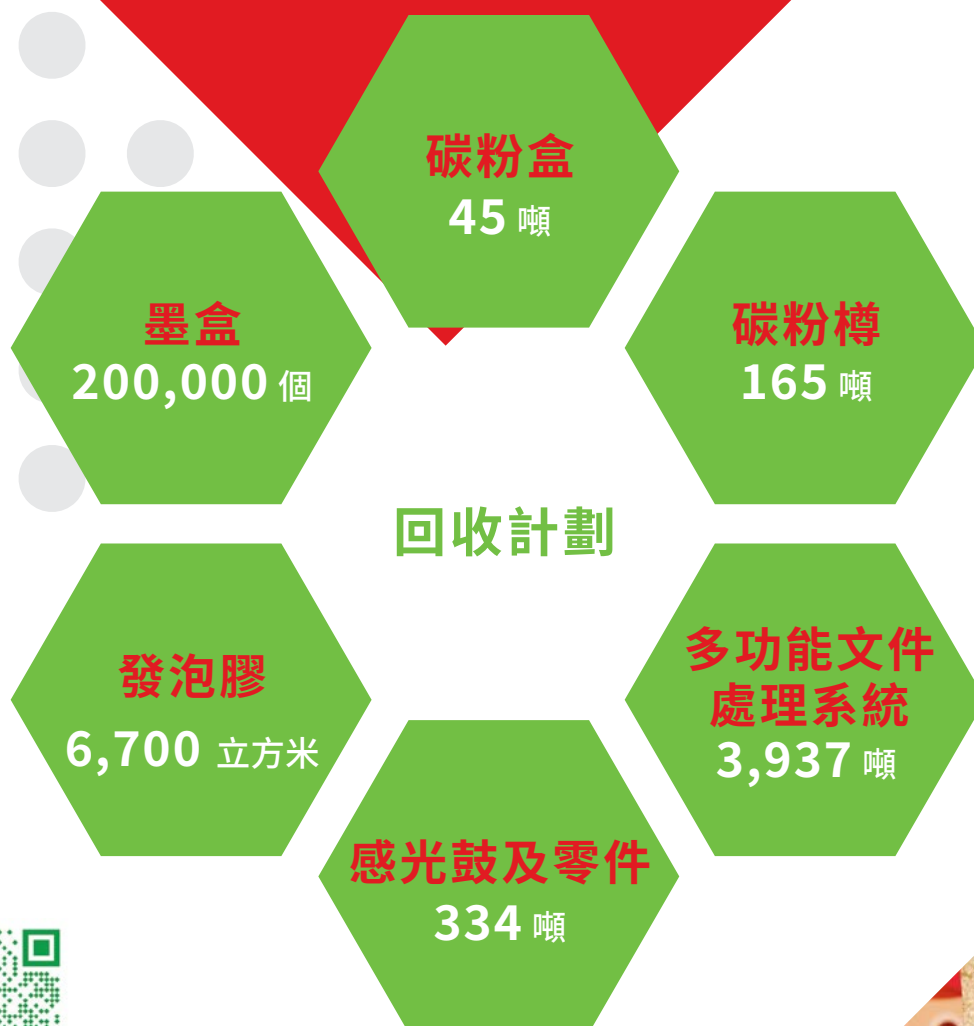 碳粉盒
45 噸
墨盒
200,000 個
碳粉樽
165 噸
回收計劃
發泡膠
6,700 立方米
多功能文件
處理系統
3,937 噸
感光鼓及零件
334 噸